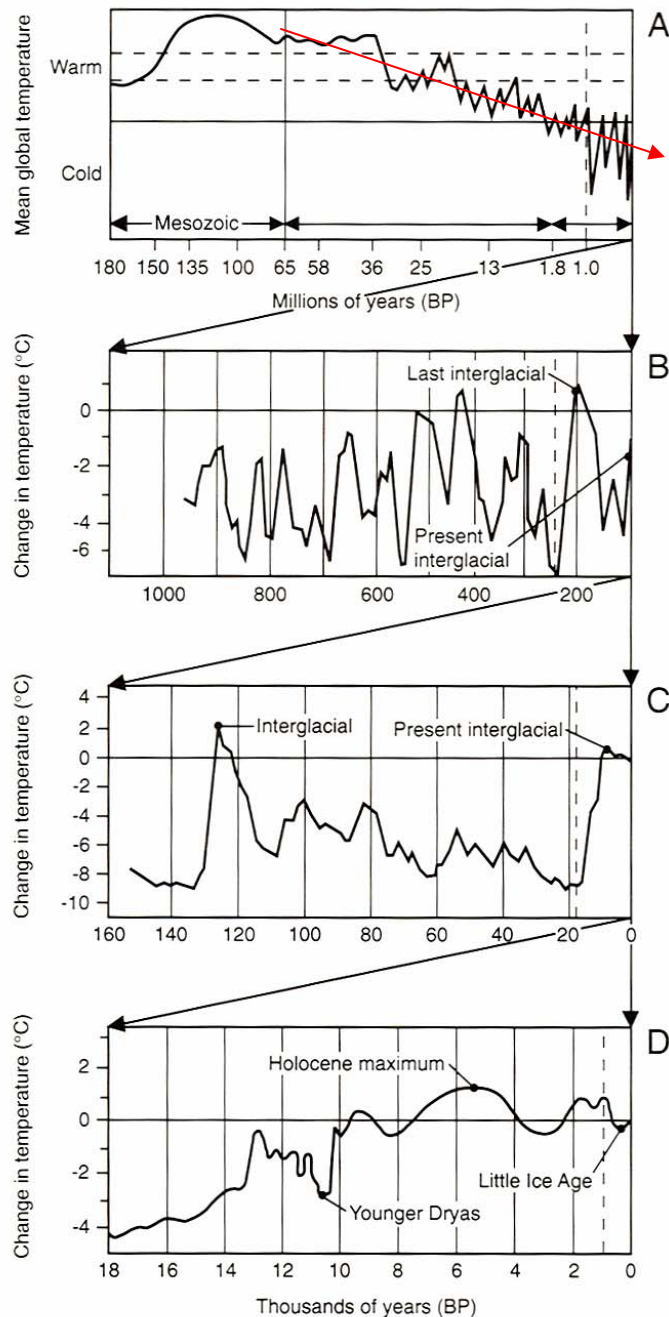 A
Mean global temperature
Warm
Cold
Mesozoic
180 150 135 100 65 58 36 25 13 1.8 1.0
Millions of years (BP)
B
Change in temperature (°C)
Last interglacial
0
-2
-4
Present
interglacial
-6
1000 800 600 400 200
C
Change in temperature (°C)
4
2
Interglacial
Present interglacial
0
-2
-4
-6
-8
-10
160 140 120 100 80 60 40 20 0
D
Change in temperature (°C)
2
Holocene maximum
0
-2
Little Ice Age
Younger Dryas
-4
18 16 14 12 10 8 6 4 2 0
Thousands of years (BP)